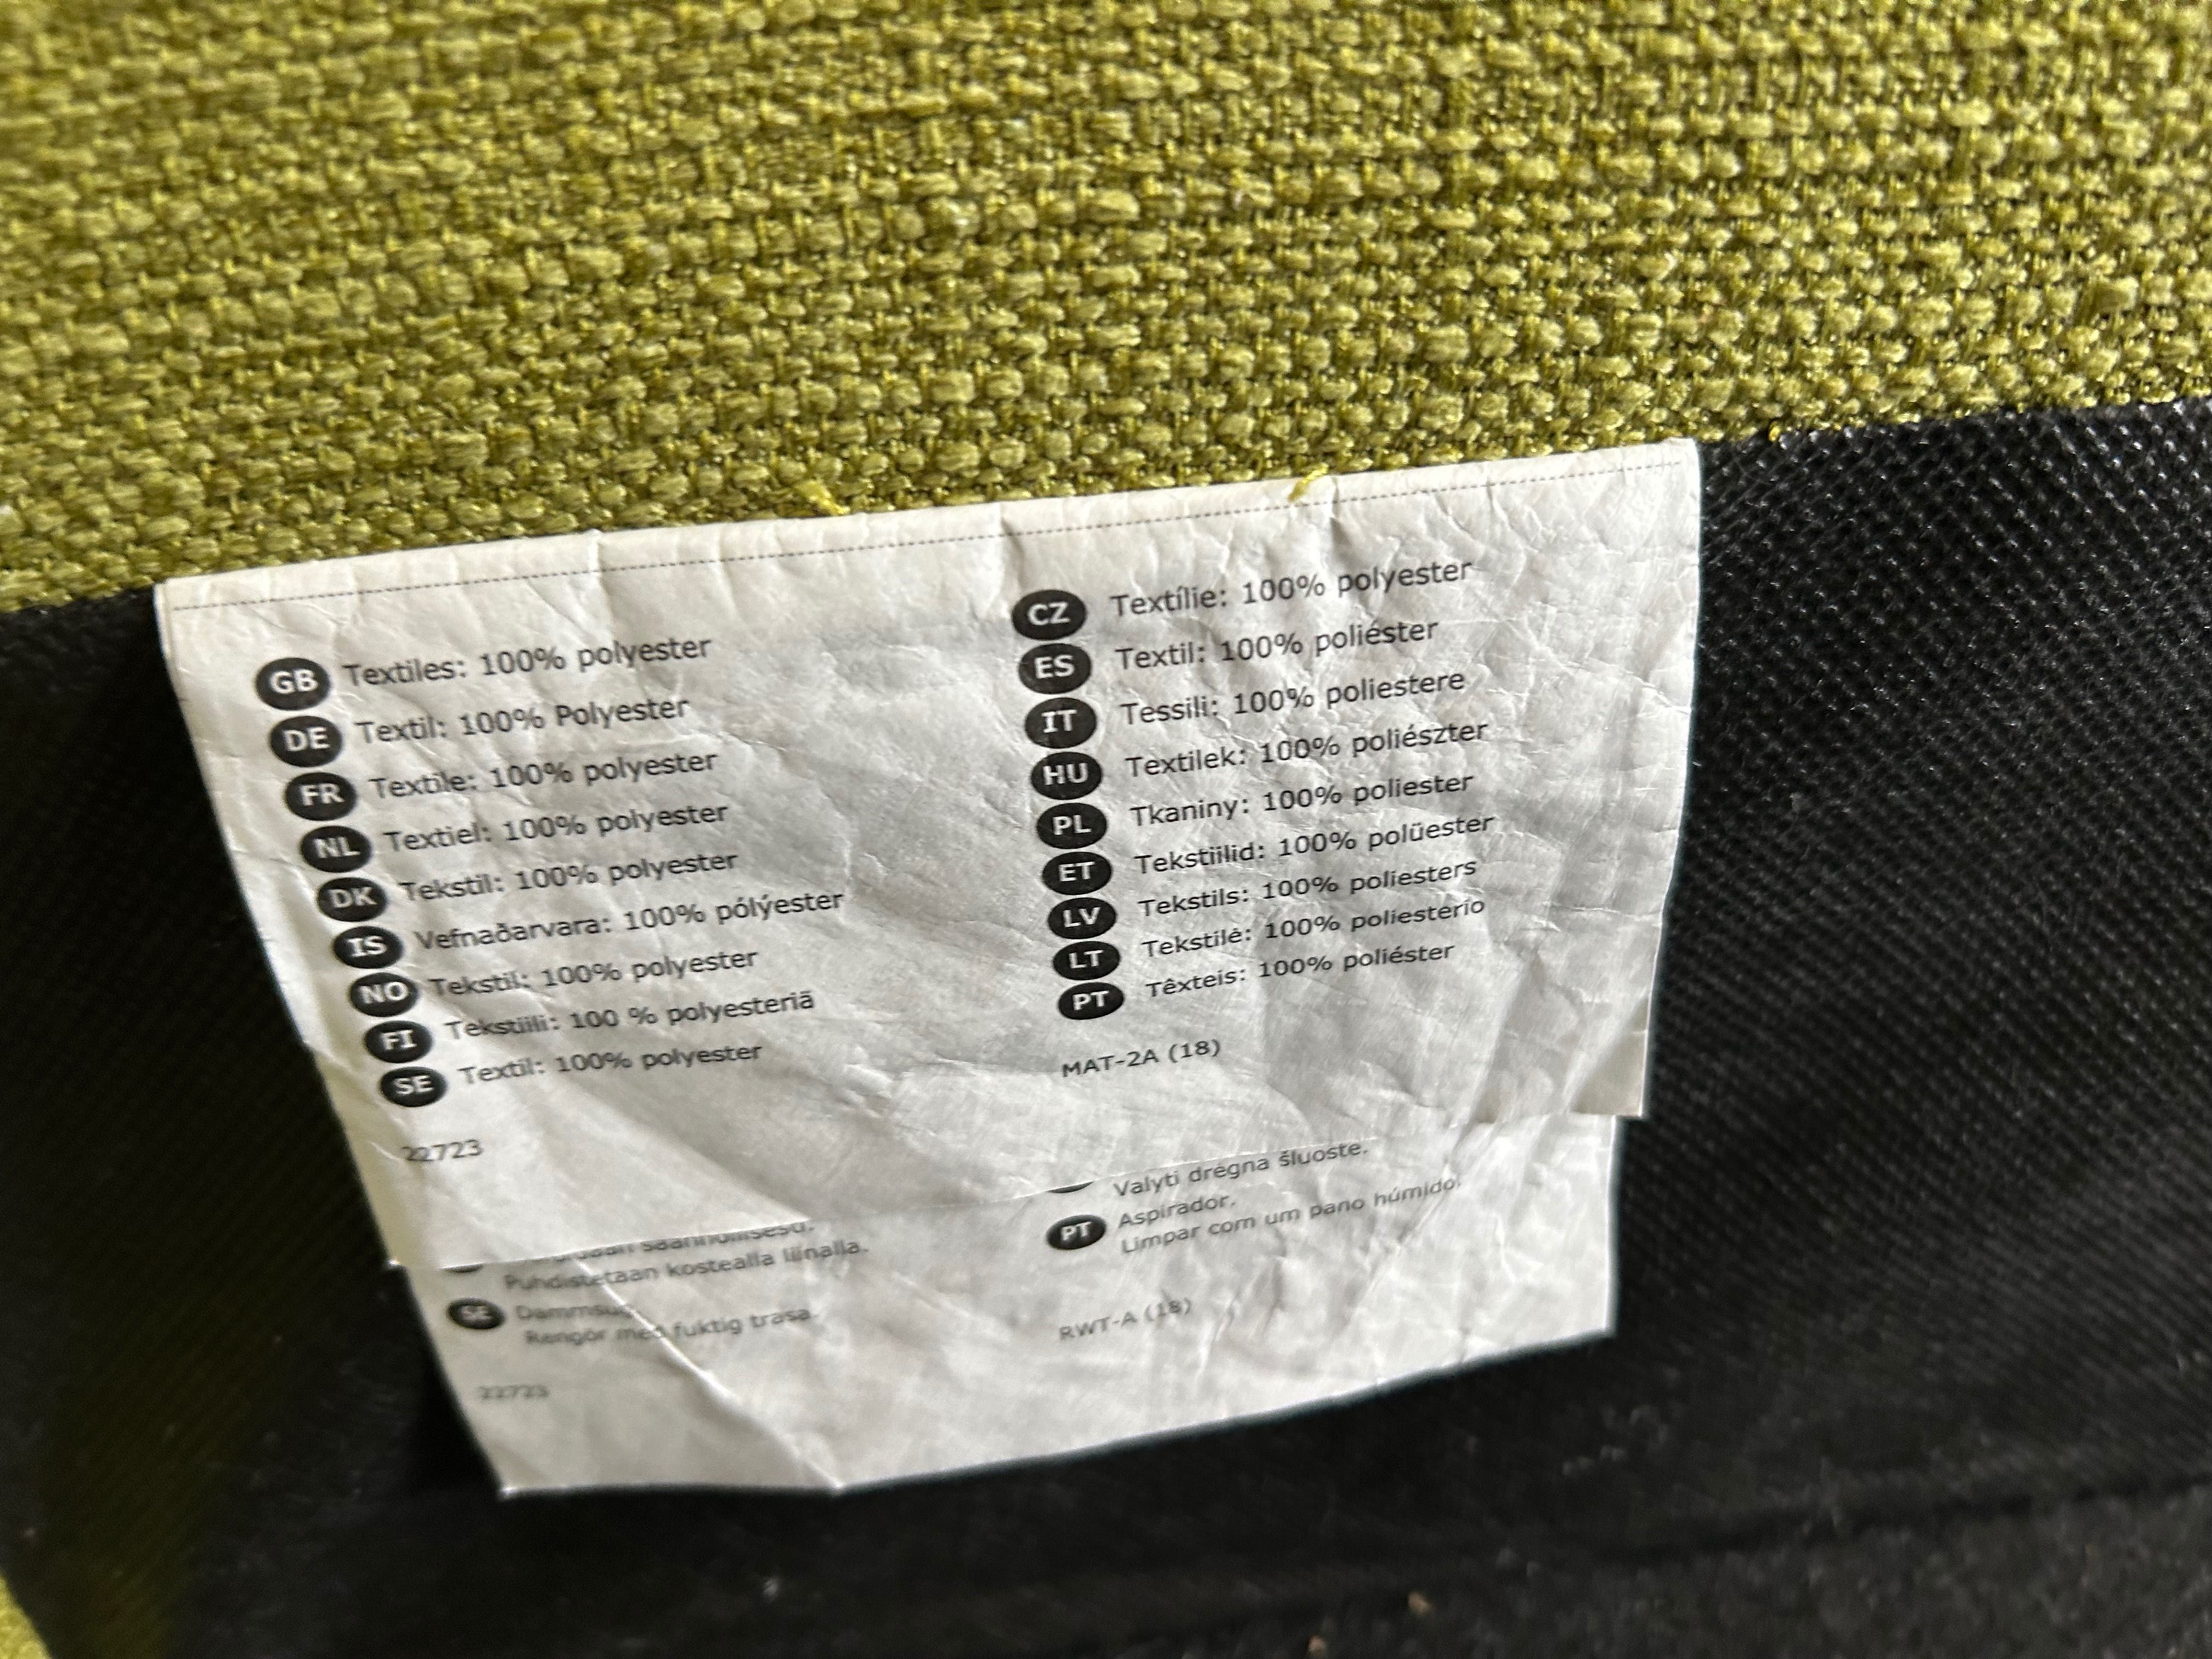 GB Textiles: 100% polyester
DE Textil: 100% Polyester
FR Textile: 100% polyester
NL Textiel: 100% polyester
DK Tekstil: 100% polyester
IS Vefnaðarvara: 100% pólýester
NO Tekstil: 100% polyester
FI Tekstiili: 100 % polyesteriä
SE Textil: 100% polyester
22723
CZ Textílie: 100% polyester
ES Textil: 100% poliéster
IT Tessili: 100% poliestere
HU Textilek: 100% poliészter
PL Tkaniny: 100% poliester
ET Tekstiilid: 100% polüester
LV Tekstils: 100% poliesters
LT Tekstilė: 100% poliesterio
PT Têxteis: 100% poliéster
MAT-2A (18)
Puhdistetaan kostealla liinalla.
SE
Rengör med fuktig trasa.
22723
Valyti drėgna šluoste.
PT Aspirador.
Limpar com um pano húmido.
RWT-A (18)